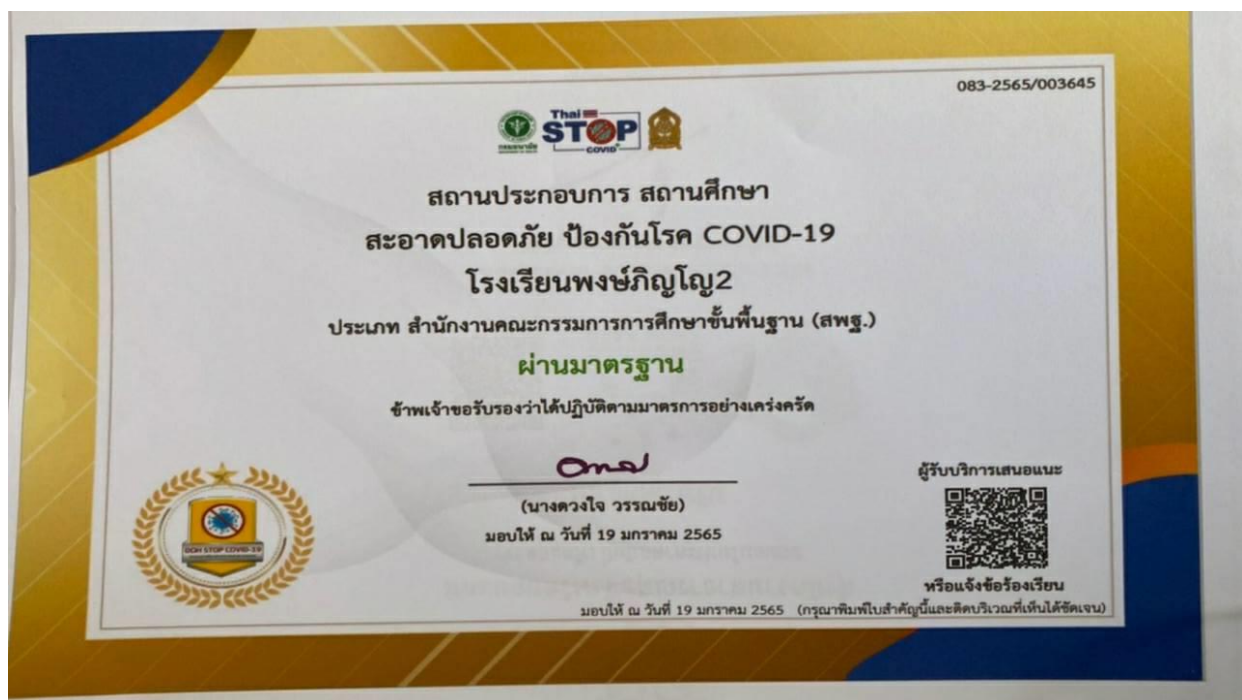 083-2565/003645
กรมอนามัย
Thai
STOP
COVID
สถานประกอบการ สถานศึกษา
สะอาดปลอดภัย ป้องกันโรค COVID-19
โรงเรียนพงษ์ภิญโญ2
ประเภท สำนักงานคณะกรรมการการศึกษาขั้นพื้นฐาน (สพฐ.)
ผ่านมาตรฐาน
ข้าพเจ้าขอรับรองว่าได้ปฏิบัติตามมาตรการอย่างเคร่งครัด
(นางดวงใจ วรรณชัย)
มอบให้ ณ วันที่ 19 มกราคม 2565
DOH STOP COVID-19
ผู้รับบริการเสนอแนะ
หรือแจ้งข้อร้องเรียน
มอบให้ ณ วันที่ 19 มกราคม 2565 (กรุณาพิมพ์ใบสำคัญนี้และติดบริเวณที่เห็นได้ชัดเจน)